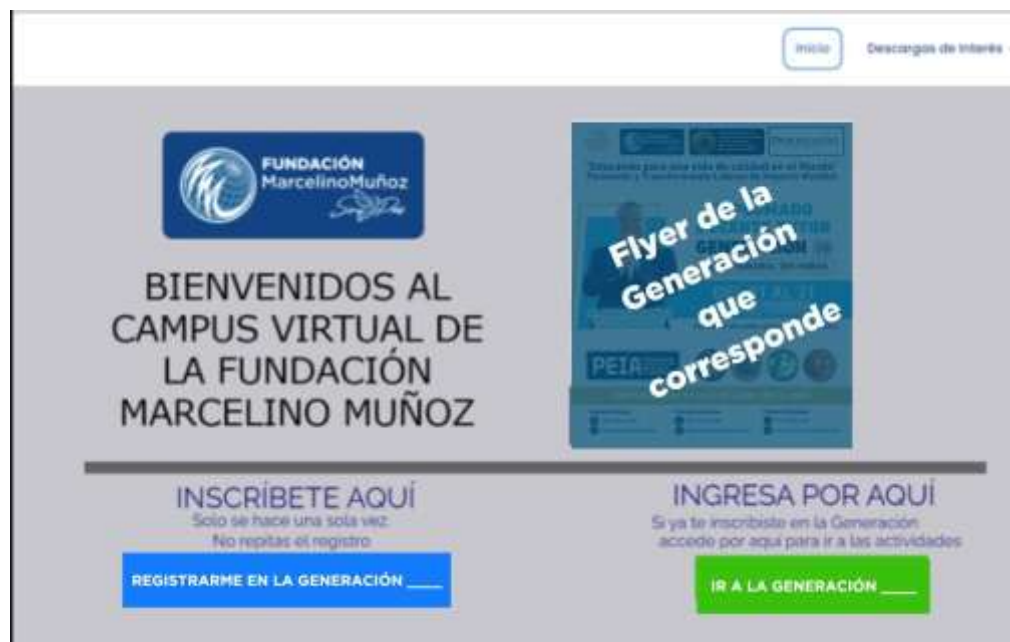 Inicio
Descargas de Interés
FUNDACIÓN
MarcelinoMuñoz
BIENVENIDOS AL
CAMPUS VIRTUAL DE
LA FUNDACIÓN
MARCELINO MUÑOZ
Flyer de la
Generación
que
corresponde
PEIA
INSCRÍBETE AQUÍ
Solo se hace una sola vez
No repitas el registro
REGISTRARME EN LA GENERACIÓN ____
INGRESA POR AQUÍ
Si ya te inscribiste en la Generación
accede por aquí para ir a las actividades
IR A LA GENERACIÓN ____